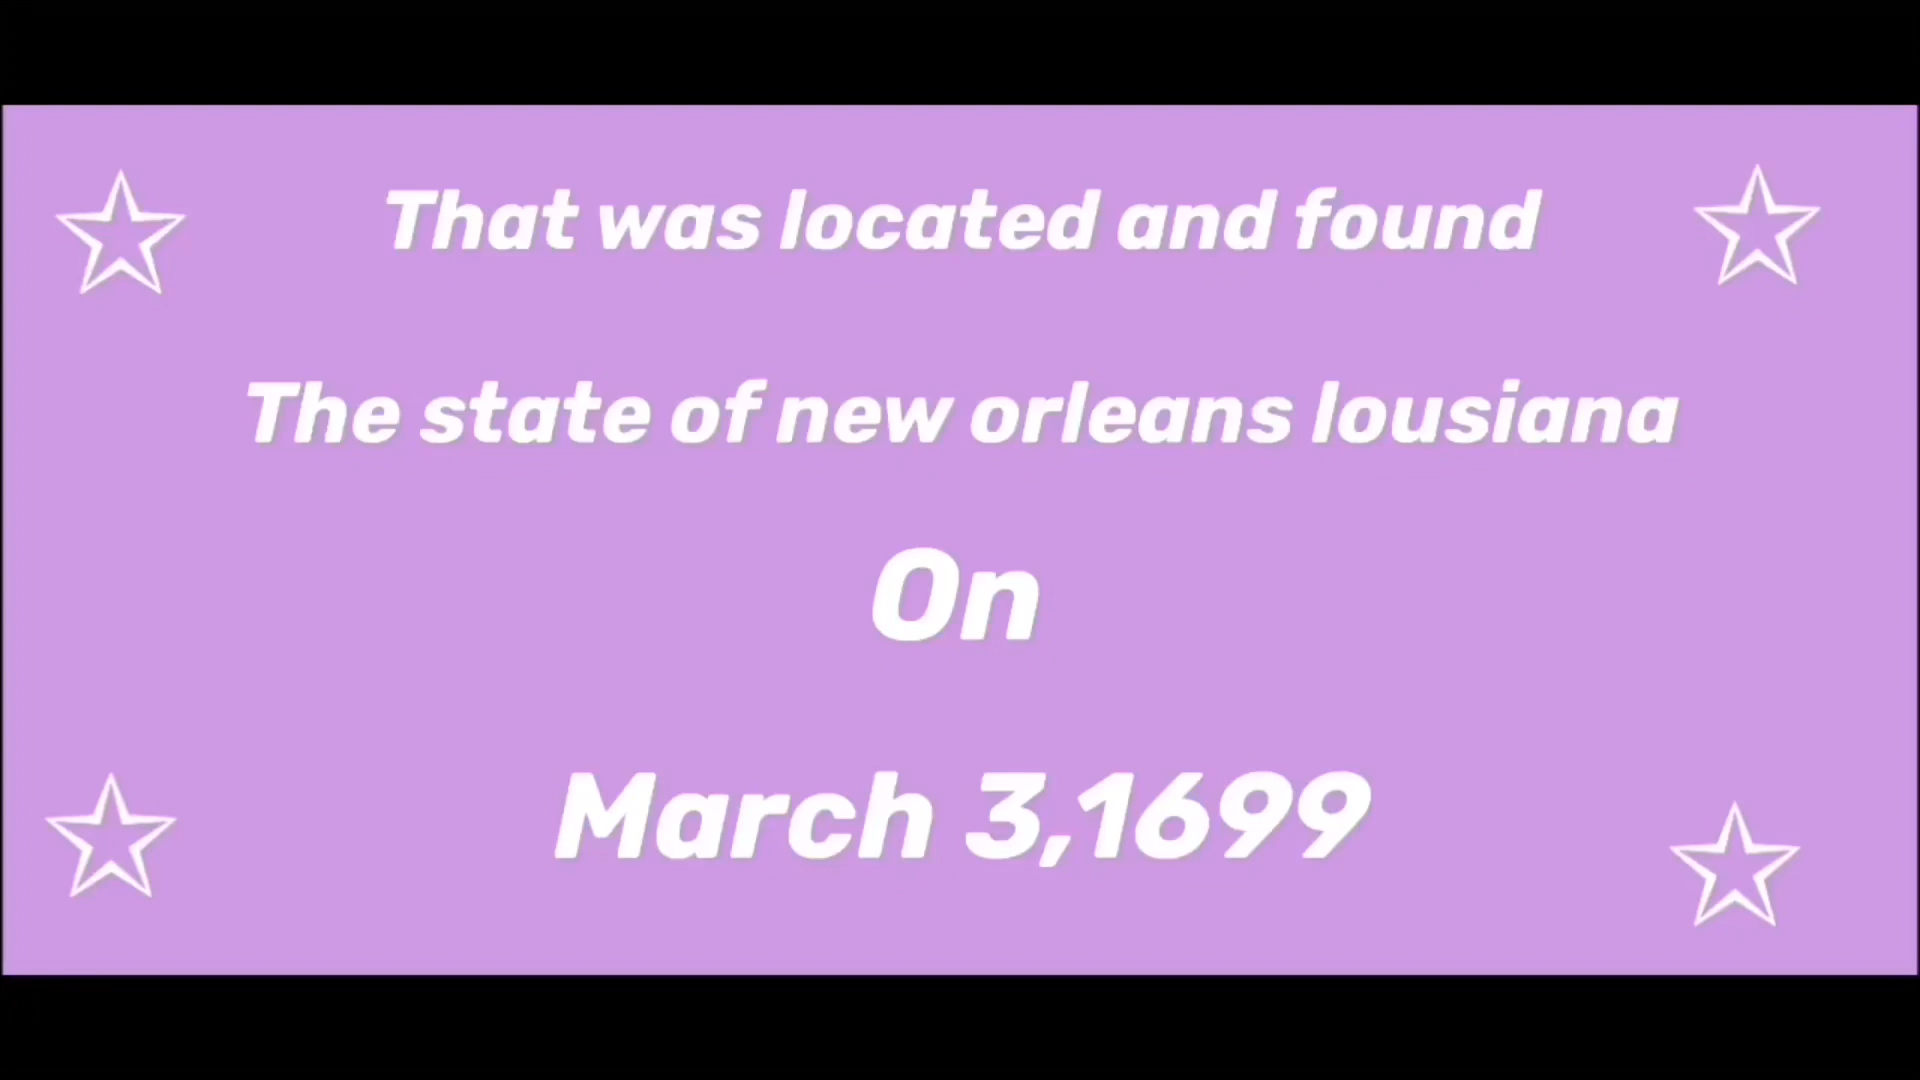 That was located and found
The state of new orleans lousiana
On
March 3,1699